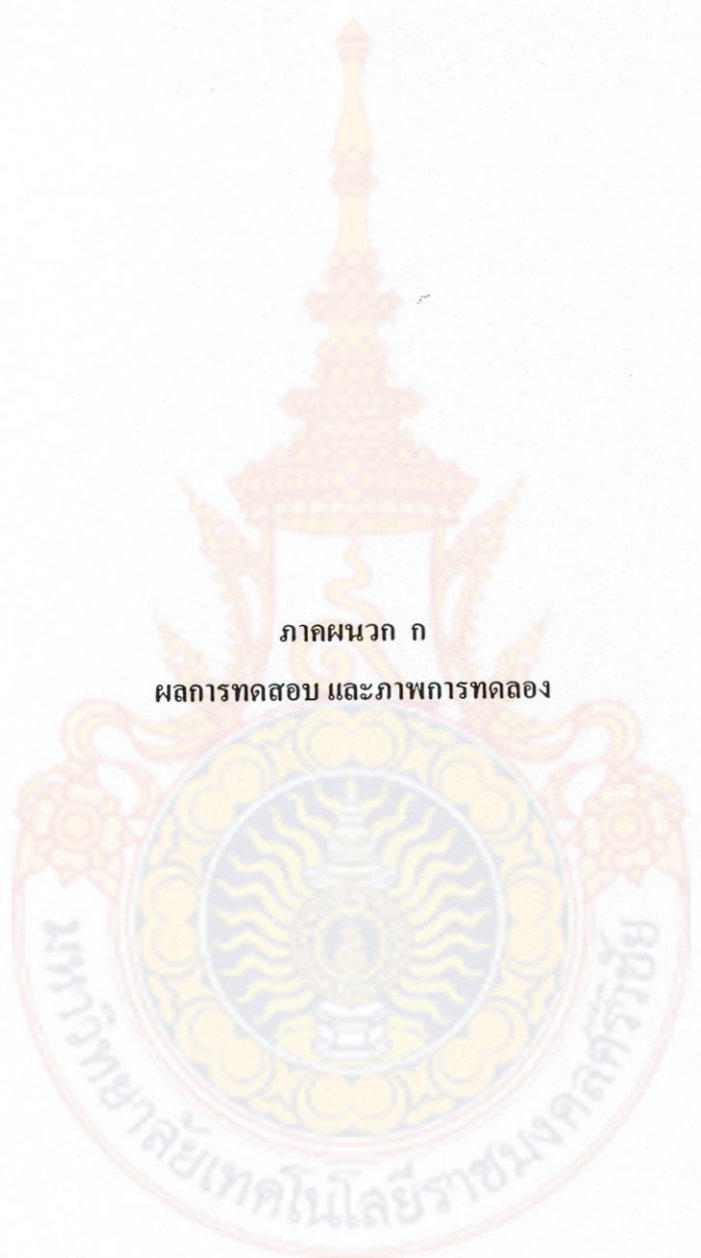 ภาคผนวก ก
ผลการทดสอบ และภาพการทดลอง
มหาวิทยาลัยเทคโนโลยีราชมงคลศรีวิชัย